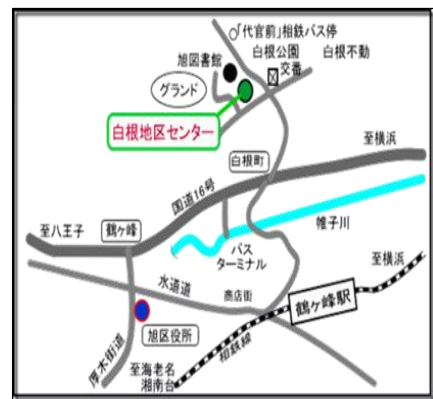 ○「代官前」相鉄バス停
白根公園
白根不動
旭図書館
交番
グランド
白根地区センター
白根町
至横浜
国道16号
至八王子
鶴ヶ峰
帷子川
バス
ターミナル
至横浜
水道道
商店街
鶴ヶ峰駅
旭区役所
相鉄線
厚木街道
至海老名
湘南台